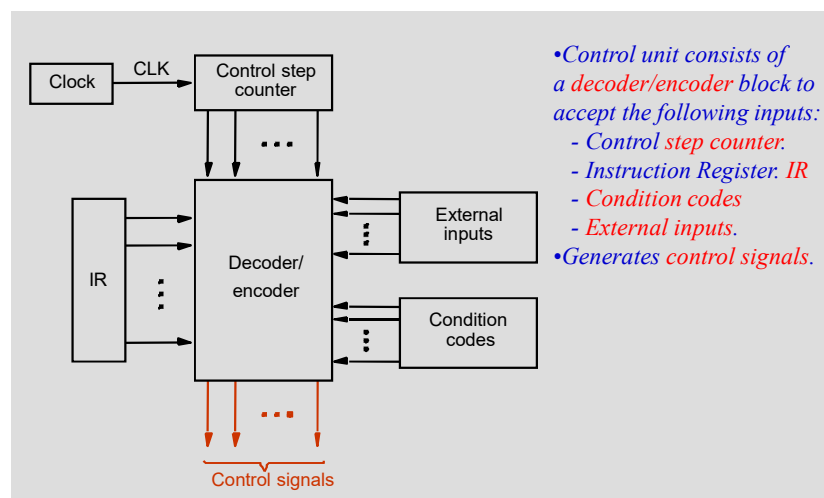 Clock
CLK
Control step
counter
IR
Decoder/
encoder
External
inputs
Condition
codes
Control signals
•Control unit consists of
a decoder/encoder block to
accept the following inputs:
- Control step counter.
- Instruction Register. IR
- Condition codes
- External inputs.
•Generates control signals.